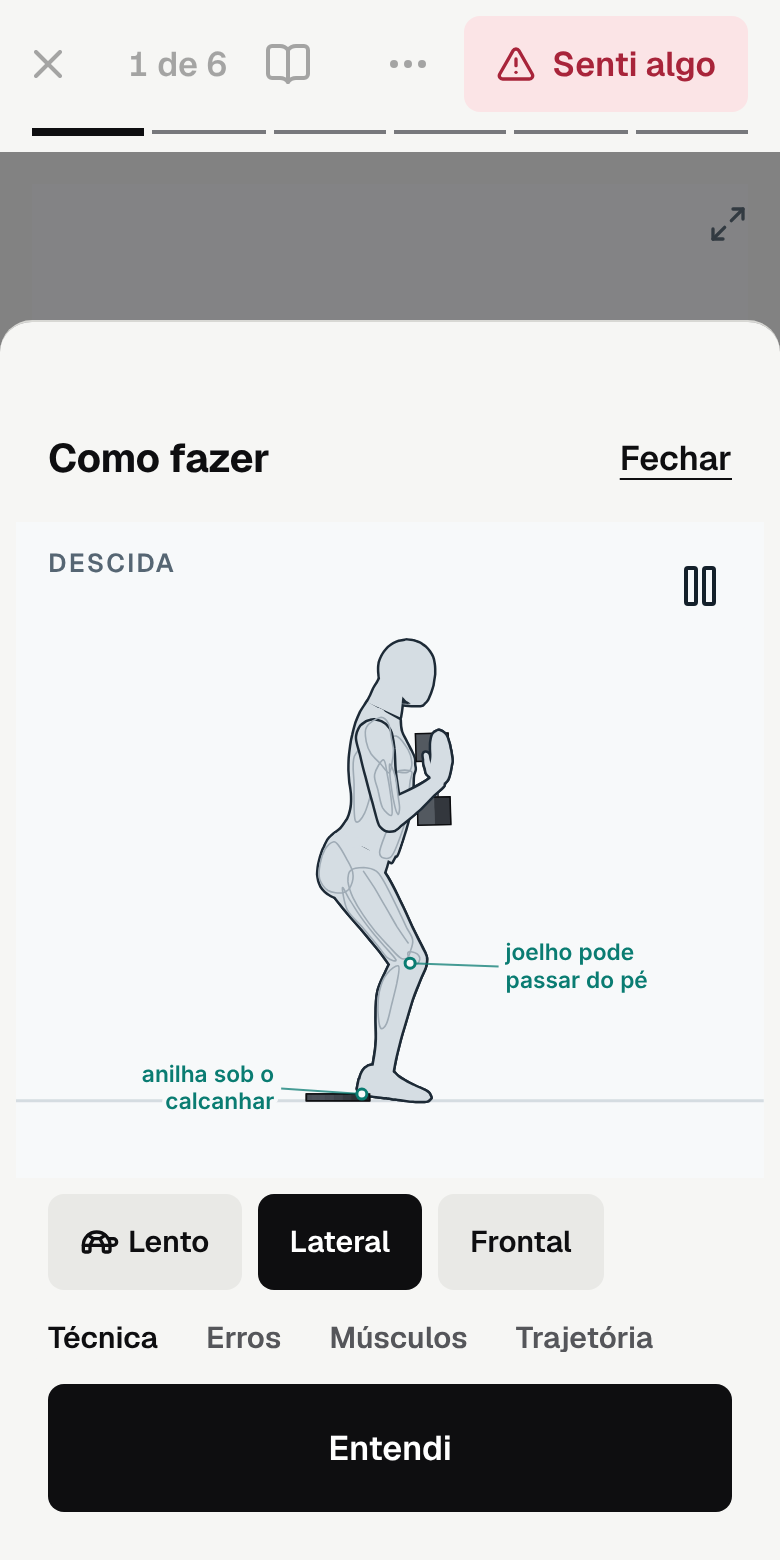 1 de 6
Senti algo
Como fazer
Fechar
DESCIDA
joelho pode
passar do pé
anilha sob o
calcanhar
Lento
Lateral
Frontal
Técnica
Erros
Músculos
Trajetória
Entendi